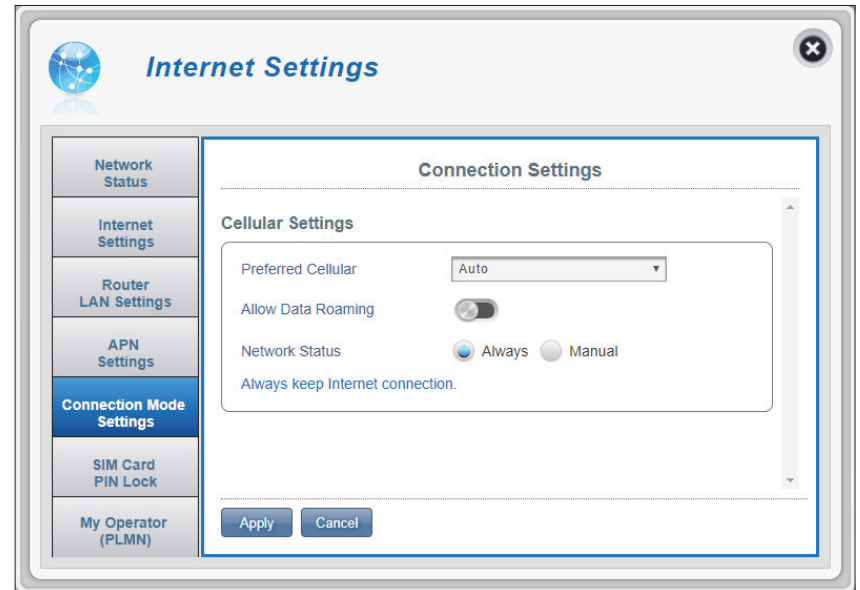 Internet Settings
Network
Status
Internet
Settings
Router
LAN Settings
APN
Settings
Connection Mode
Settings
SIM Card
PIN Lock
My Operator
(PLMN)
Connection Settings
Cellular Settings
Preferred Cellular Auto
Allow Data Roaming
Network Status Always Manual
Always keep Internet connection.
Apply Cancel